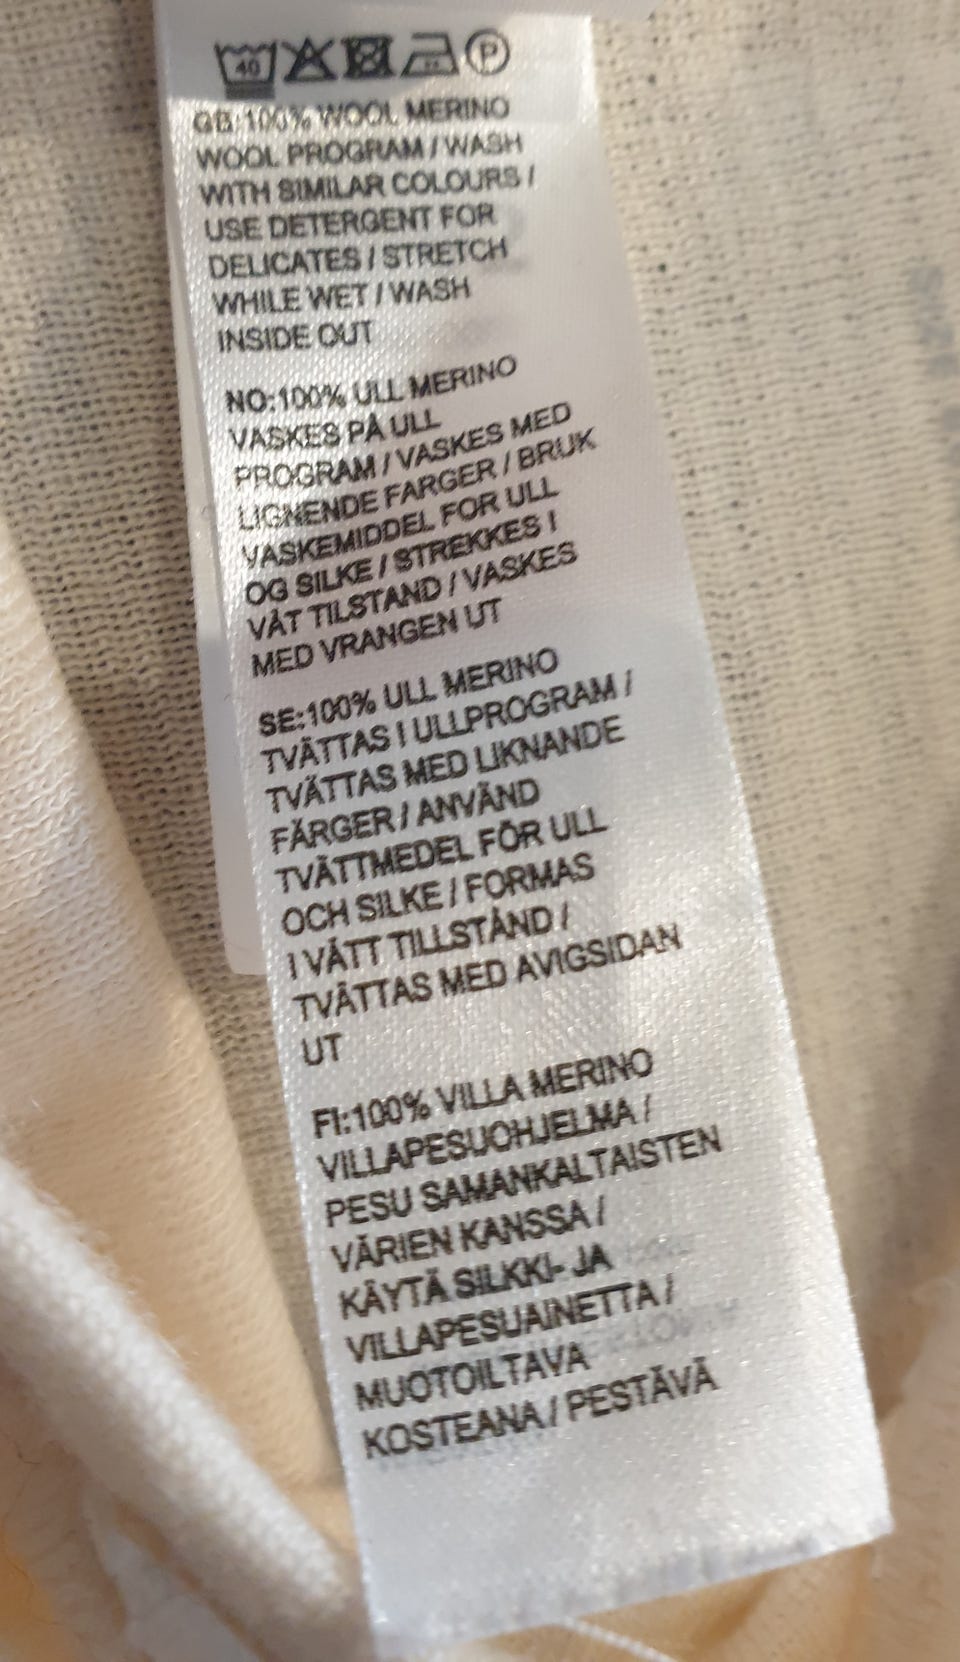 40 P
GB:100% WOOL MERINO
WOOL PROGRAM / WASH
WITH SIMILAR COLOURS /
USE DETERGENT FOR
DELICATES / STRETCH
WHILE WET / WASH
INSIDE OUT
NO:100% ULL MERINO
VASKES PÅ ULL
PROGRAM / VASKES MED
LIGNENDE FARGER / BRUK
VASKEMIDDEL FOR ULL
OG SILKE / STREKKES I
VÅT TILSTAND / VASKES
MED VRANGEN UT
SE:100% ULL MERINO
TVÄTTAS I ULLPROGRAM /
TVÄTTAS MED LIKNANDE
FÄRGER / ANVÄND
TVÄTTMEDEL FÖR ULL
OCH SILKE / FORMAS
I VÅTT TILLSTÅND /
TVÄTTAS MED AVIGSIDAN
UT
FI:100% VILLA MERINO
VILLAPESUOHJELMA /
PESU SAMANKALTAISTEN
VÄRIEN KANSSA /
KÄYTÄ SILKKI- JA
VILLAPESUAINETTA /
MUOTOILTAVA
KOSTEANA / PESTÄVÄ